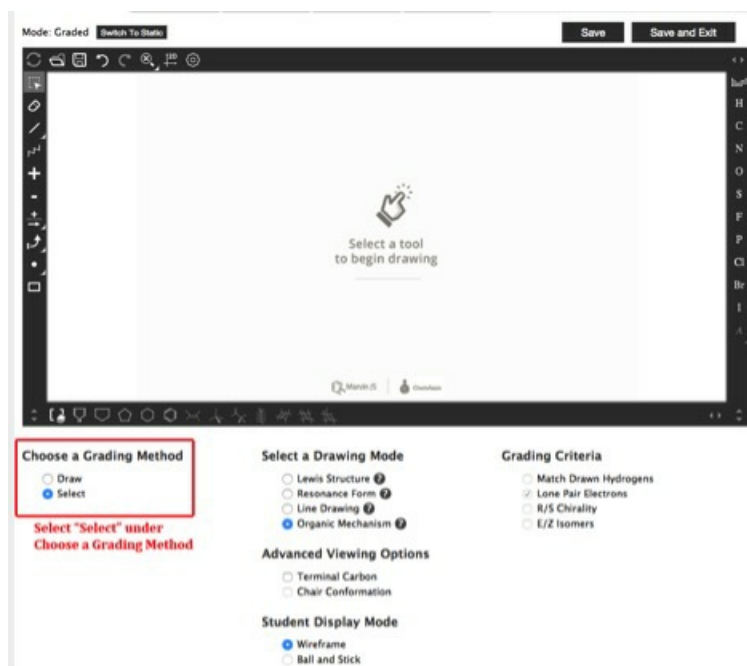 Mode: Graded Switch To Static Save Save and Exit
H
C
N
O
S
F
P
Cl
Br
I
A
Select a tool
to begin drawing
Marvin JS ChemAxon
Choose a Grading Method
Draw
Select
Select "Select" under
Choose a Grading Method
Select a Drawing Mode
Lewis Structure ?
Resonance Form ?
Line Drawing ?
Organic Mechanism ?
Advanced Viewing Options
Terminal Carbon
Chair Conformation
Student Display Mode
Wireframe
Ball and Stick
Grading Criteria
Match Drawn Hydrogens
Lone Pair Electrons
R/S Chirality
E/Z Isomers